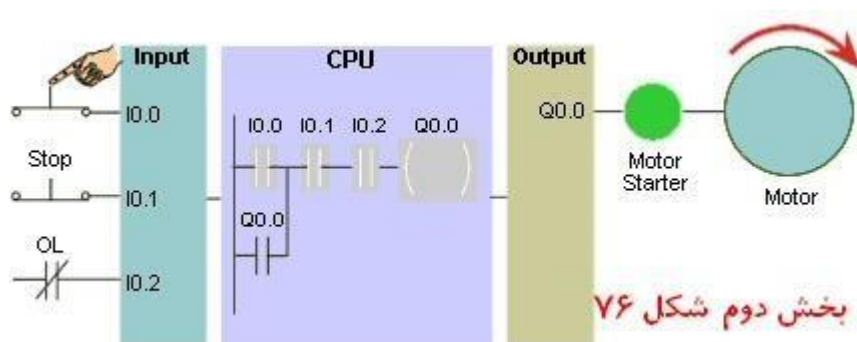 Input
CPU
Output
I0.0
Stop
I0.1
OL
I0.2
I0.0 I0.1 I0.2 Q0.0
Q0.0
Q0.0
Motor
Starter
Motor
بخش دوم شکل ۷۶